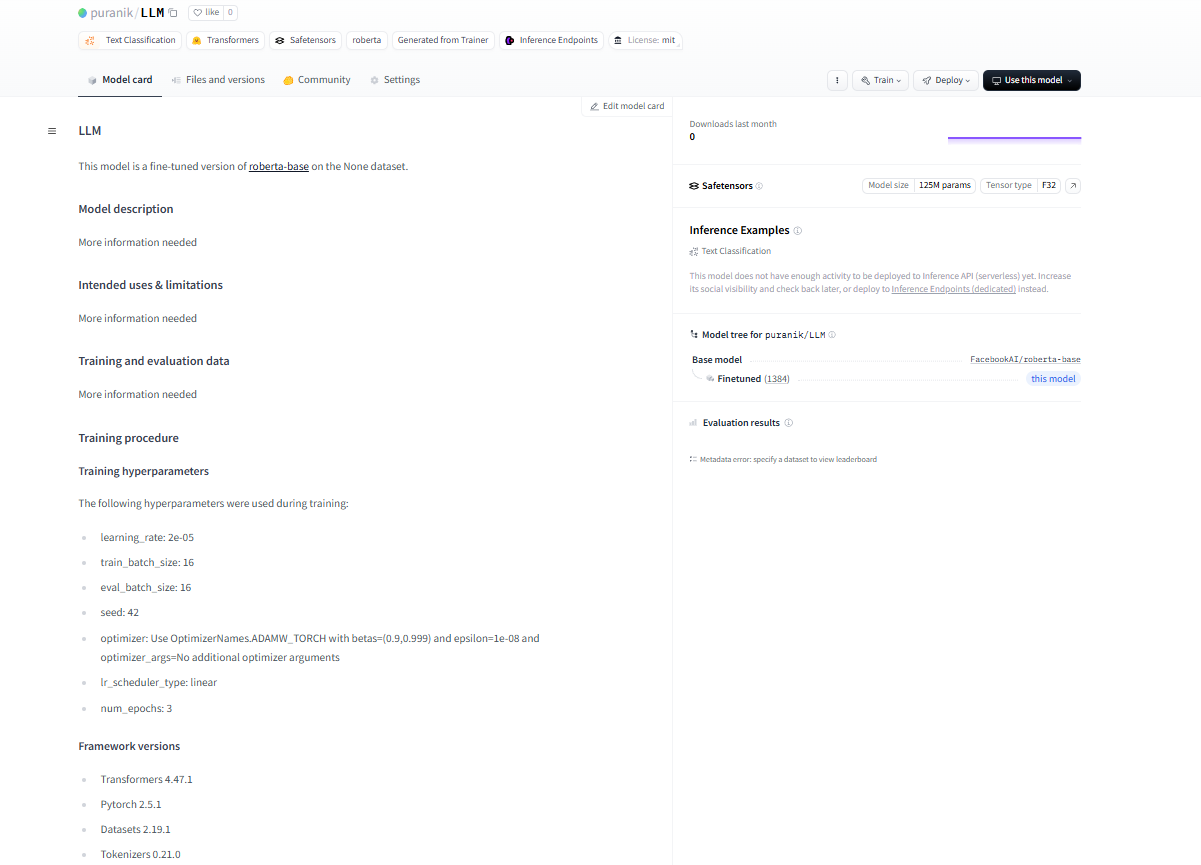 puranik/LLM
like 0
Text Classification Transformers Safetensors roberta Generated from Trainer Inference Endpoints License: mit
Model card Files and versions Community Settings
Train Deploy Use this model
Edit model card
LLM
This model is a fine-tuned version of roberta-base on the None dataset.
Model description
More information needed
Intended uses & limitations
More information needed
Training and evaluation data
More information needed
Training procedure
Training hyperparameters
The following hyperparameters were used during training:
learning_rate: 2e-05
train_batch_size: 16
eval_batch_size: 16
seed: 42
optimizer: Use OptimizerNames.ADAMW_TORCH with betas=(0.9,0.999) and epsilon=1e-08 and
optimizer_args=No additional optimizer arguments
lr_scheduler_type: linear
num_epochs: 3
Framework versions
Transformers 4.47.1
Pytorch 2.5.1
Datasets 2.19.1
Tokenizers 0.21.0
Downloads last month
0
Safetensors Model size 125M params Tensor type F32
Inference Examples
Text Classification
This model does not have enough activity to be deployed to Inference API (serverless) yet. Increase
its social visibility and check back later, or deploy to Inference Endpoints (dedicated) instead.
Model tree for puranik/LLM
Base model FacebookAI/roberta-base
Finetuned (1384) this model
Evaluation results
Metadata error: specify a dataset to view leaderboard